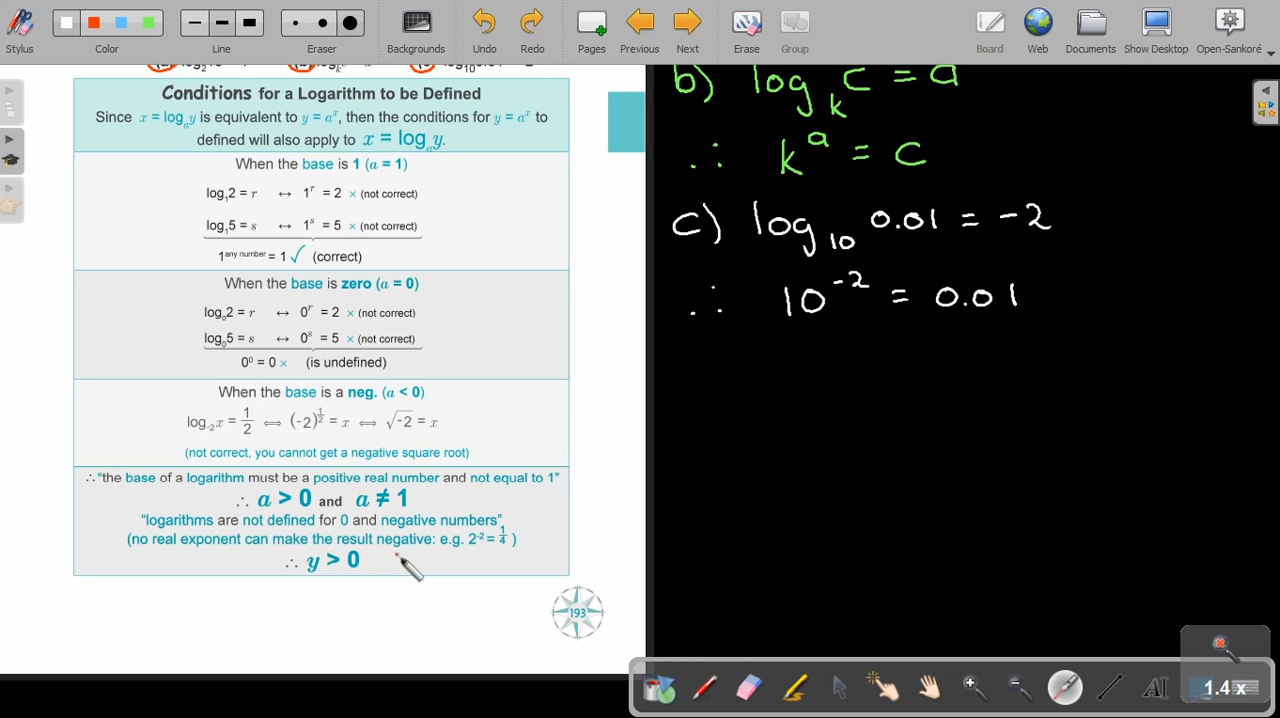 Stylus Color Line Eraser Backgrounds Undo Redo Pages Previous Next Erase Group Board Web Documents Show Desktop Open-Sankoré
Conditions for a Logarithm to be Defined
Since x = logₐy is equivalent to y = aˣ, then the conditions for y = aˣ to
defined will also apply to x = logₐy.
When the base is 1 (a = 1)
log₁2 = r ↔ 1ʳ = 2 × (not correct)
log₁5 = s ↔ 1ˢ = 5 × (not correct)
1^any number = 1 √ (correct)
When the base is zero (a = 0)
log₀2 = r ↔ 0ʳ = 2 × (not correct)
log₀5 = s ↔ 0ˢ = 5 × (not correct)
0⁰ = 0 × (is undefined)
When the base is a neg. (a < 0)
log₋₂x = 1/2 ⟺ (-2)^1/2 = x ⟺ √-2 = x
(not correct, you cannot get a negative square root)
∴ "the base of a logarithm must be a positive real number and not equal to 1"
∴ a > 0 and a ≠ 1
"logarithms are not defined for 0 and negative numbers"
(no real exponent can make the result negative: e.g. 2⁻² = 1/4 )
∴ y > 0
193
b) log_k c = a
∴ kᵃ = c
c) log₁₀ 0.01 = -2
∴ 10⁻² = 0.01
1.4 x